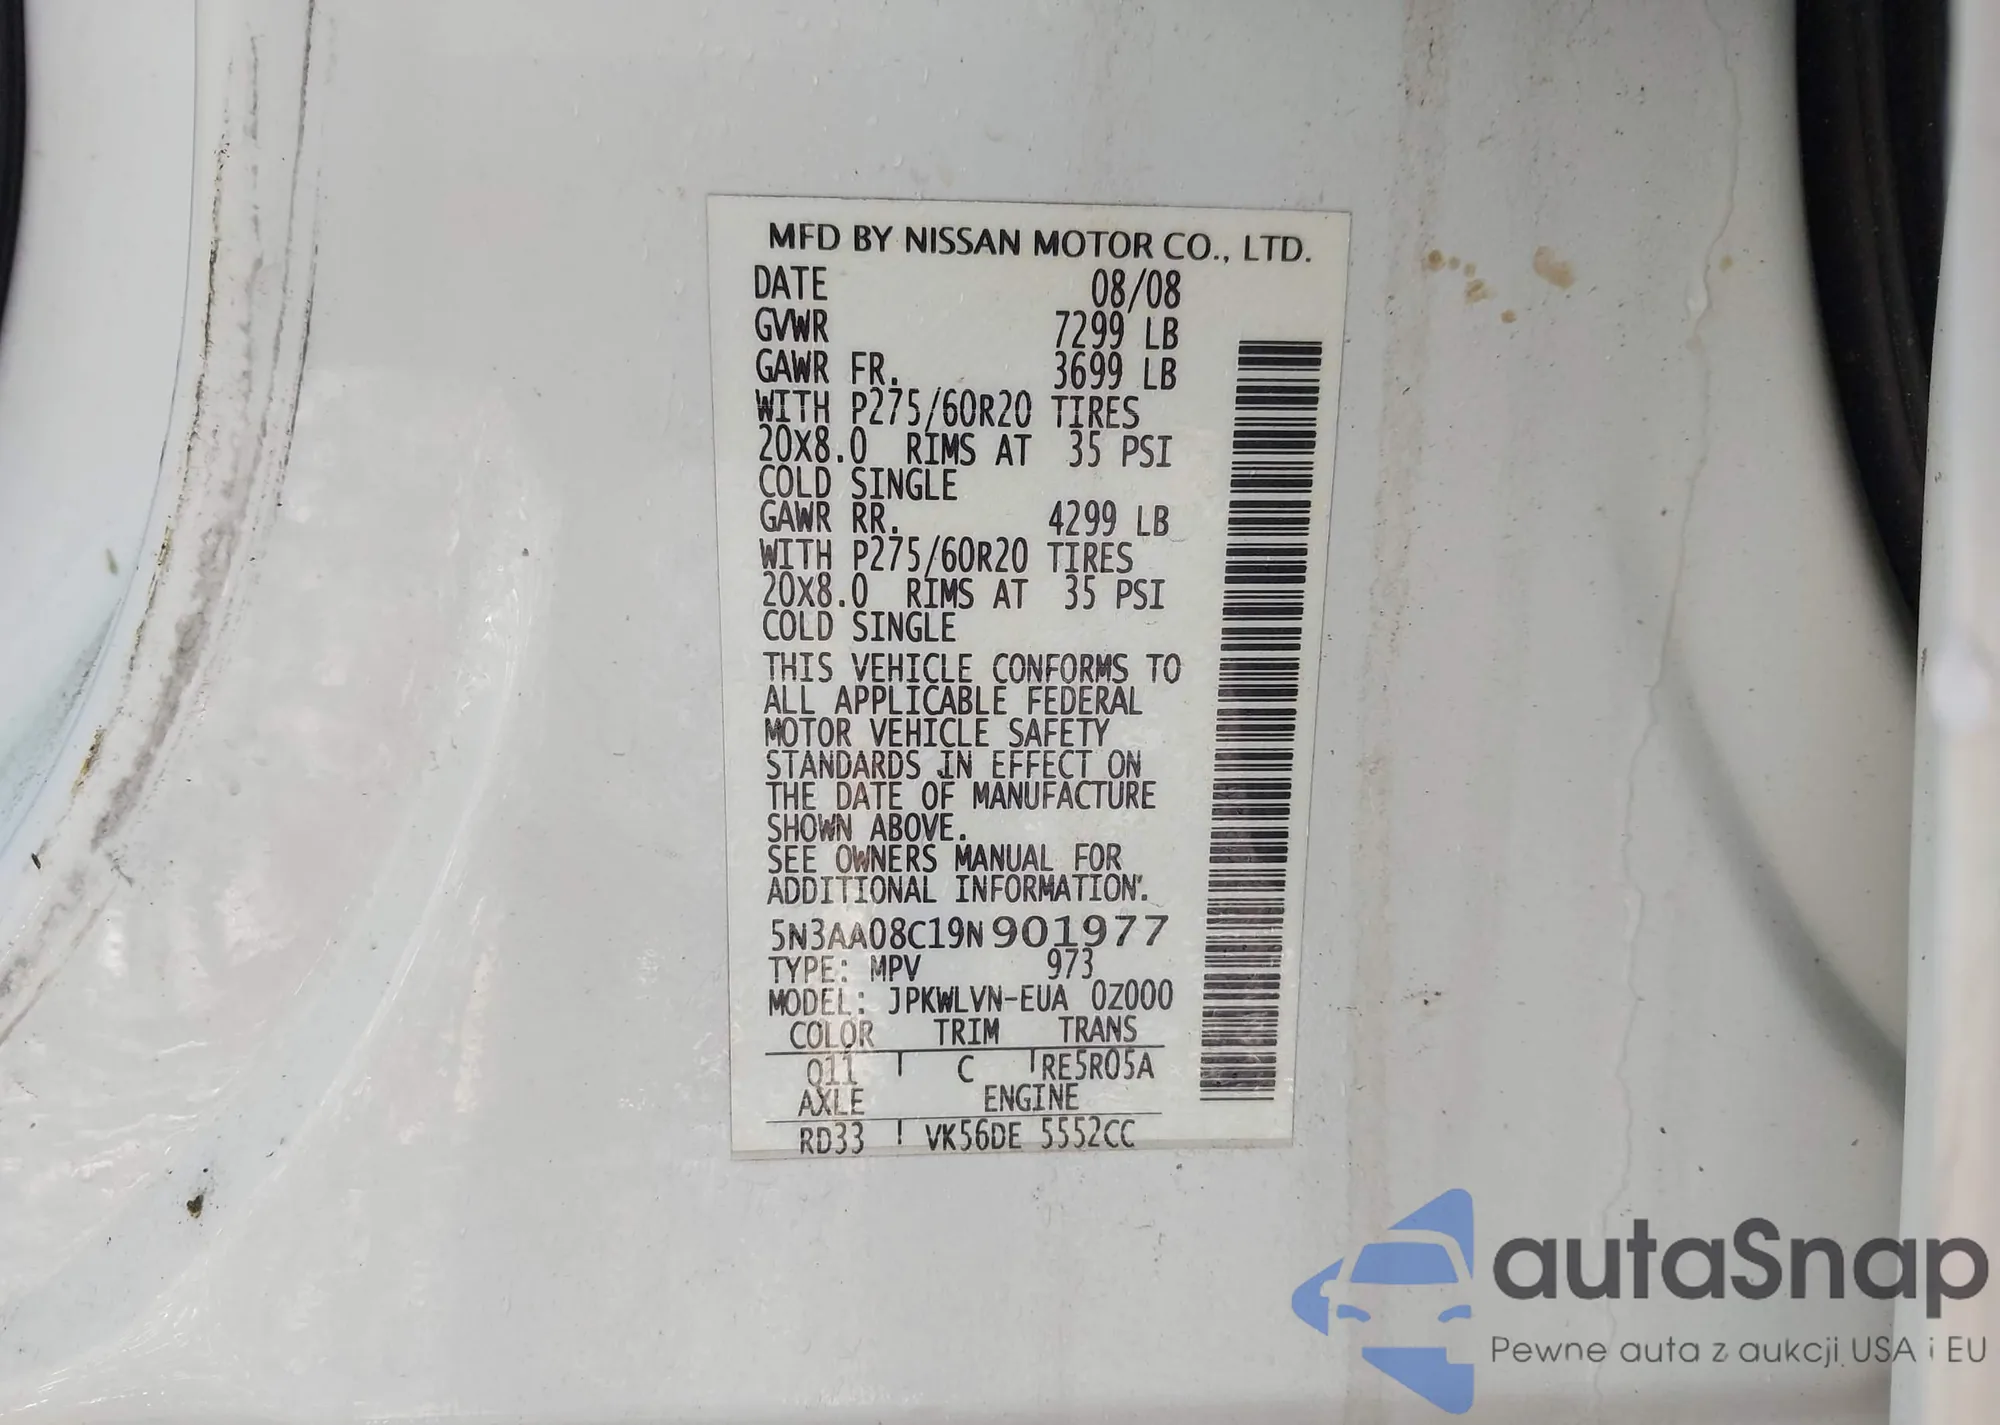 MFD BY NISSAN MOTOR CO., LTD.
DATE 08/08
GVWR 7299 LB
GAWR FR. 3699 LB
WITH P275/60R20 TIRES
20X8.0 RIMS AT 35 PSI
COLD SINGLE
GAWR RR. 4299 LB
WITH P275/60R20 TIRES
20X8.0 RIMS AT 35 PSI
COLD SINGLE
THIS VEHICLE CONFORMS TO
ALL APPLICABLE FEDERAL
MOTOR VEHICLE SAFETY
STANDARDS IN EFFECT ON
THE DATE OF MANUFACTURE
SHOWN ABOVE.
SEE OWNERS MANUAL FOR
ADDITIONAL INFORMATION.
5N3AA08C19N901977
TYPE: MPV 973
MODEL: JPKWLVN-EUA 0Z000
COLOR TRIM TRANS
Q11 C RE5R05A
AXLE ENGINE
RD33 VK56DE 5552CC
autaSnap
Pewne auta z aukcji USA i EU